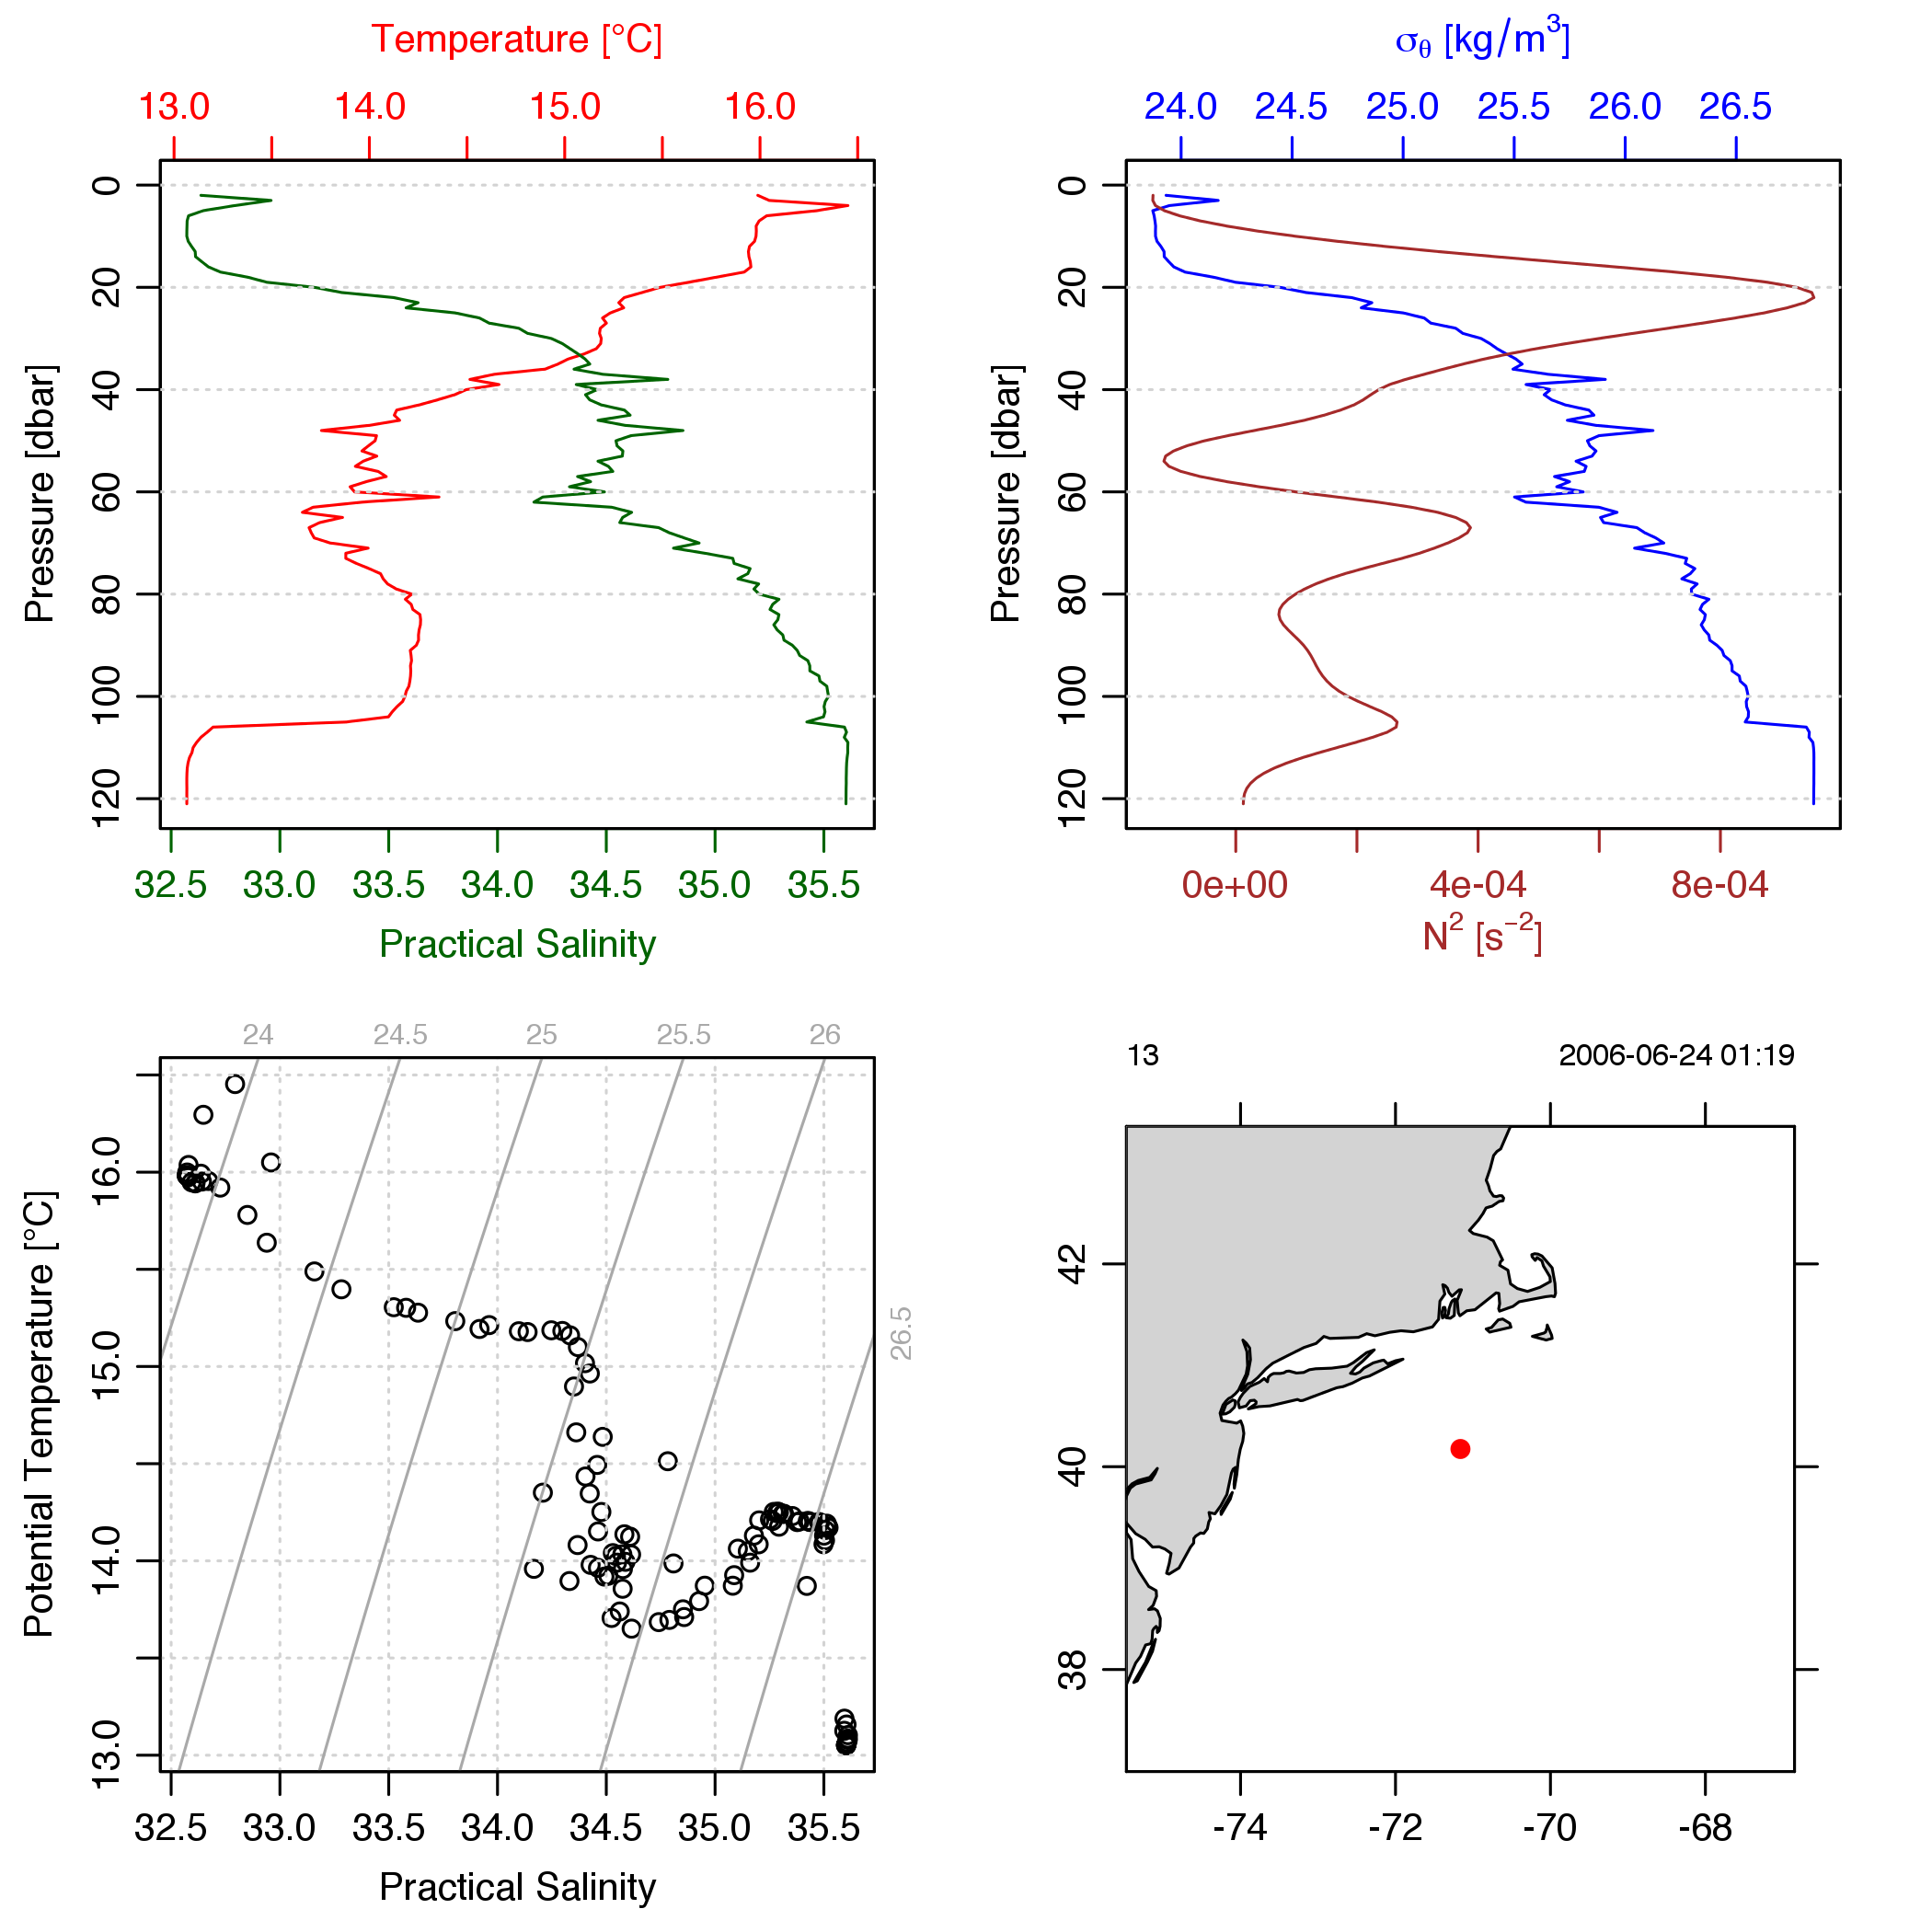 Temperature [°C]
13.0 14.0 15.0 16.0
0
20
40
60
80
100
120
Pressure [dbar]
32.5 33.0 33.5 34.0 34.5 35.0 35.5
Practical Salinity
σθ [kg/m³]
24.0 24.5 25.0 25.5 26.0 26.5
0
20
40
60
80
100
120
Pressure [dbar]
0e+00 4e-04 8e-04
N² [s⁻²]
24 24.5 25 25.5 26
26.5
16.0
15.0
14.0
13.0
Potential Temperature [°C]
32.5 33.0 33.5 34.0 34.5 35.0 35.5
Practical Salinity
13 2006-06-24 01:19
42
40
38
-74 -72 -70 -68